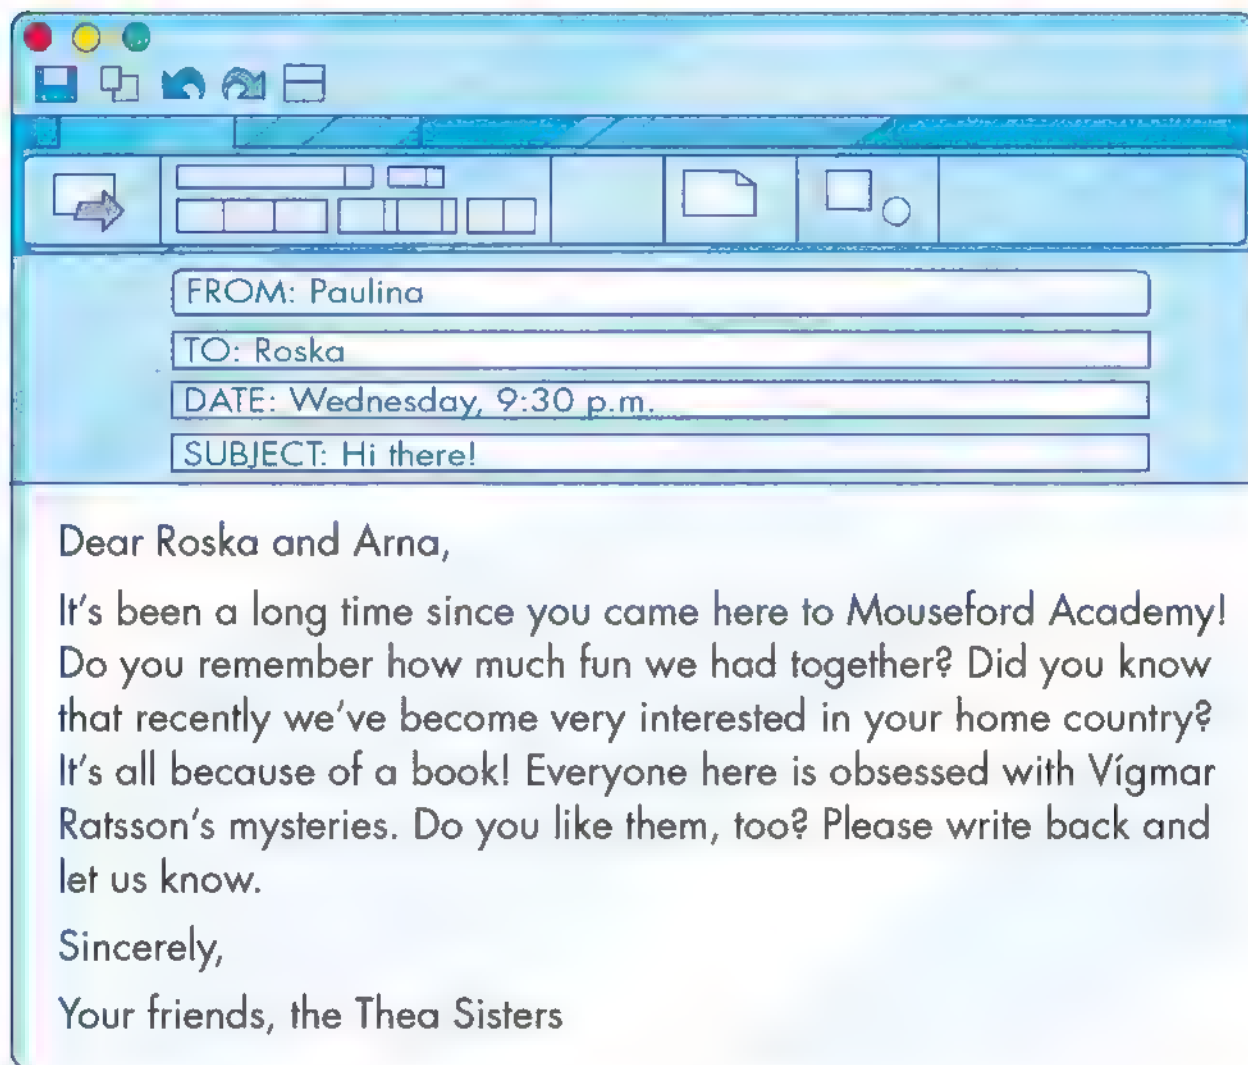 FROM: Paulina
TO: Roska
DATE: Wednesday, 9:30 p.m.
SUBJECT: Hi there!
Dear Roska and Arna,
It's been a long time since you came here to Mouseford Academy!
Do you remember how much fun we had together? Did you know
that recently we've become very interested in your home country?
It's all because of a book! Everyone here is obsessed with Vígmar
Ratsson's mysteries. Do you like them, too? Please write back and
let us know.
Sincerely,
Your friends, the Thea Sisters